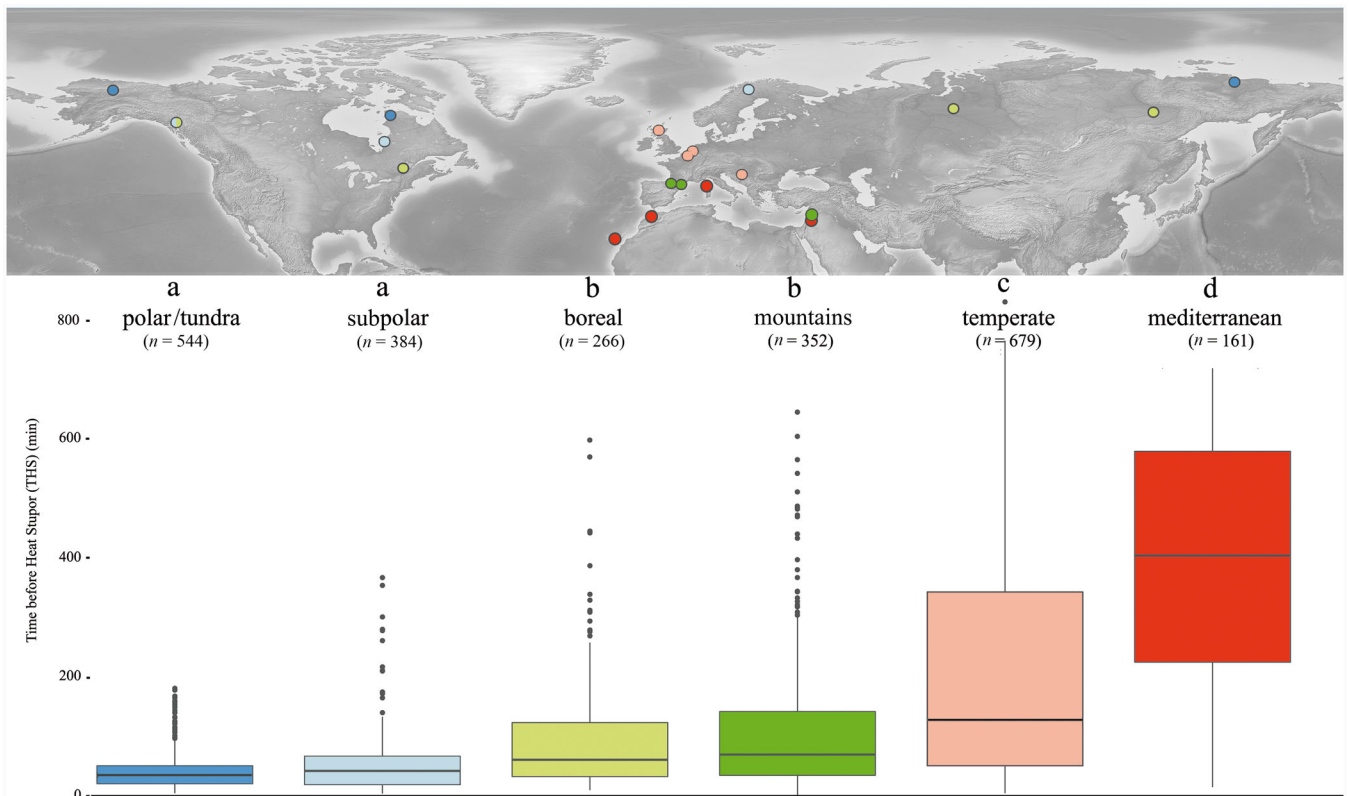 a a b b c d
polar/tundra subpolar boreal mountains temperate mediterranean
(n = 544) (n = 384) (n = 266) (n = 352) (n = 679) (n = 161)
Time before Heat Stupor (THS) (min)
800
600
400
200
0